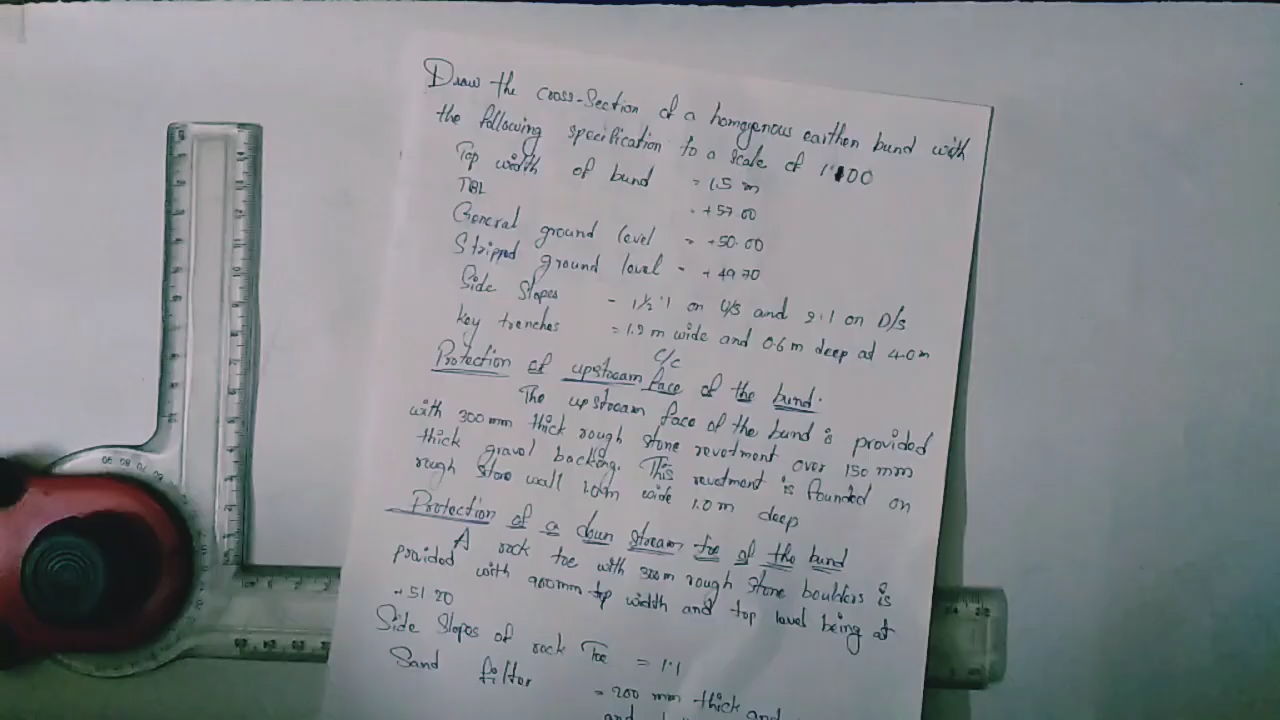 Draw the cross-Section of a homogenous earthen bund with
the following specification to a scale of 1:100
Top width of bund = 1.5 m
TBL = +57.00
General ground level = +50.00
Stripped ground level = +49.70
Side Slopes = 1½:1 on U/s and 2:1 on D/s
key trenches = 1.2 m wide and 0.6 m deep at 4.0 m
c/c
Protection of upstream face of the bund.
The upstream face of the bund is provided
with 300 mm thick rough stone revetment over 150 mm
thick gravel backing. This revetment is founded on
rough stone wall 1.0m wide 1.0 m deep
Protection of a down stream toe of the bund
A rock toe with rough stone boulders is
provided with 900mm top width and top level being at
+51.20
Side Slopes of rock Toe = 1:1
Sand filter = 200 mm thick and
and